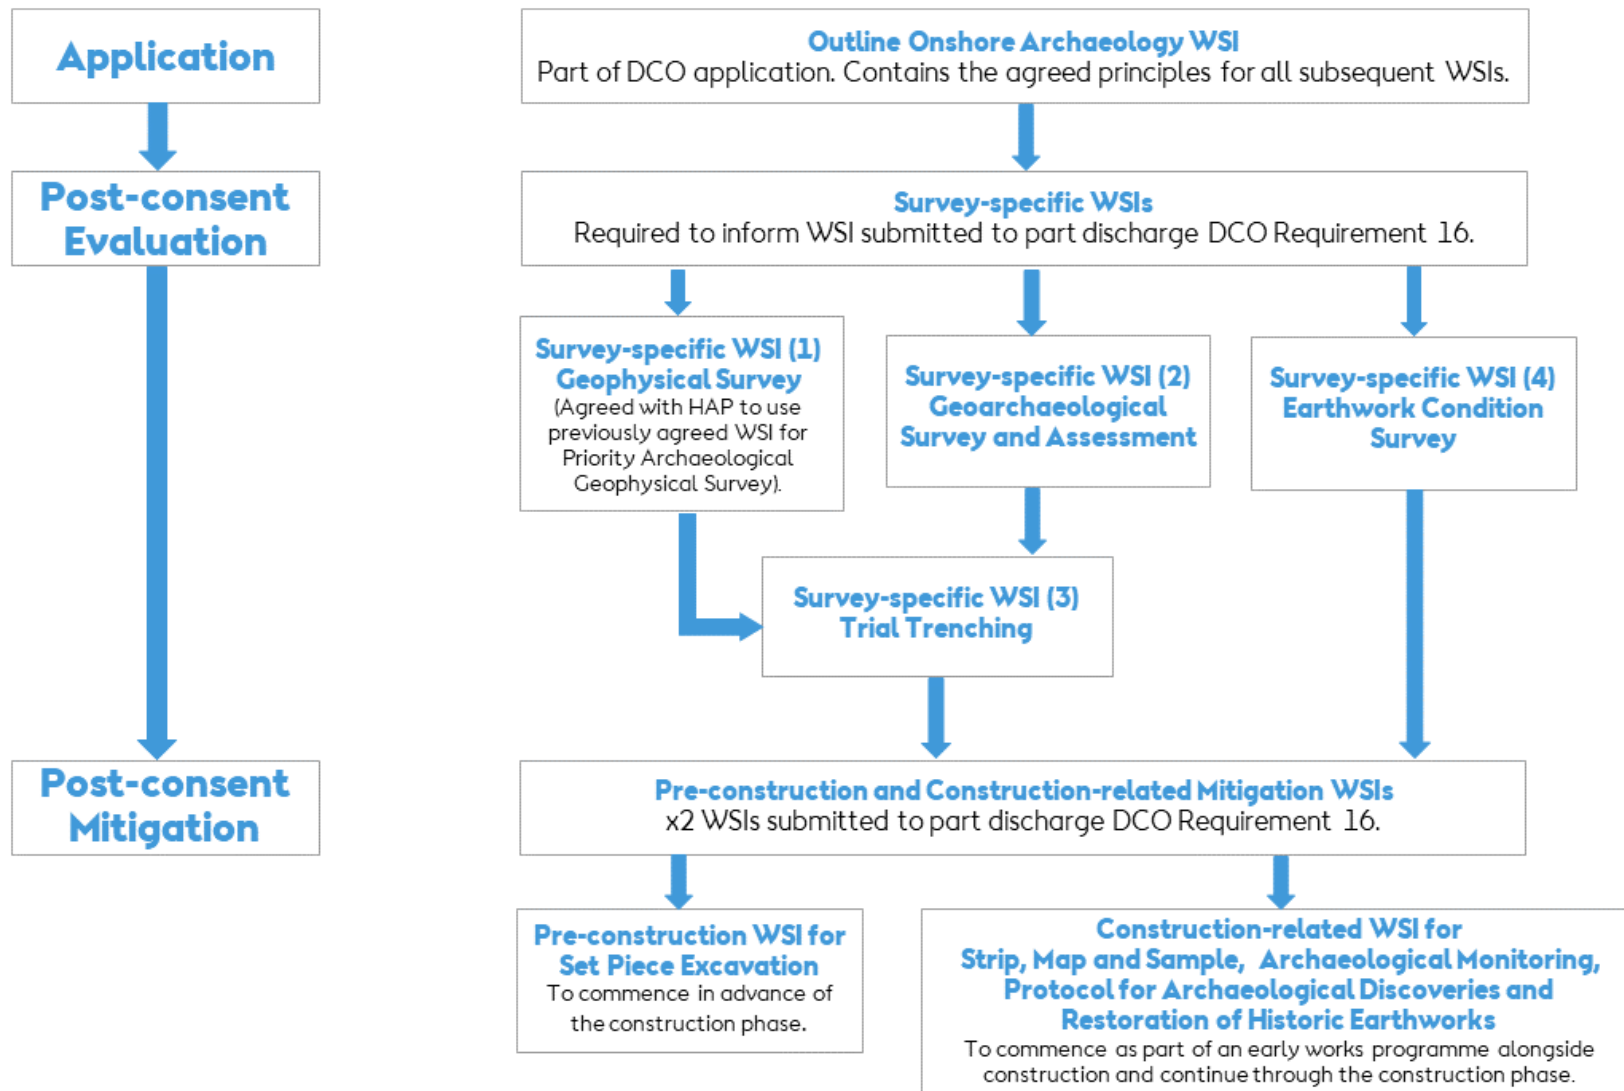 Application
Outline Onshore Archaeology WSI
Part of DCO application. Contains the agreed principles for all subsequent WSIs.
Post-consent
Evaluation
Survey-specific WSIs
Required to inform WSI submitted to part discharge DCO Requirement 16.
Survey-specific WSI (1)
Geophysical Survey
(Agreed with HAP to use
previously agreed WSI for
Priority Archaeological
Geophysical Survey).
Survey-specific WSI (2)
Geoarchaeological
Survey and Assessment
Survey-specific WSI (4)
Earthwork Condition
Survey
Survey-specific WSI (3)
Trial Trenching
Post-consent
Mitigation
Pre-construction and Construction-related Mitigation WSIs
x2 WSIs submitted to part discharge DCO Requirement 16.
Pre-construction WSI for
Set Piece Excavation
To commence in advance of
the construction phase.
Construction-related WSI for
Strip, Map and Sample, Archaeological Monitoring,
Protocol for Archaeological Discoveries and
Restoration of Historic Earthworks
To commence as part of an early works programme alongside
construction and continue through the construction phase.